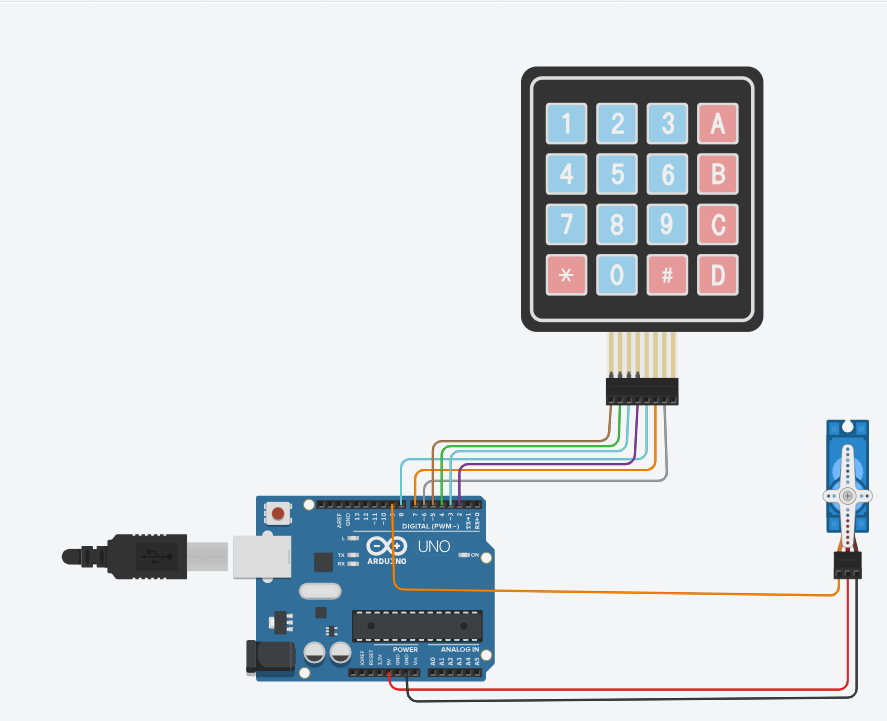 1 2 3 A
4 5 6 B
7 8 9 C
* 0 # D
AREF
GND
13
12
~11
~10
8
7
~6
~5
4
~3
2
TX→1
RX←0
DIGITAL (PWM~)
L
TX
RX
ARDUINO
UNO
ON
POWER
ANALOG IN
IOREF
RESET
3.3V
5V
GND
GND
Vin
A0
A1
A2
A3
A4
A5